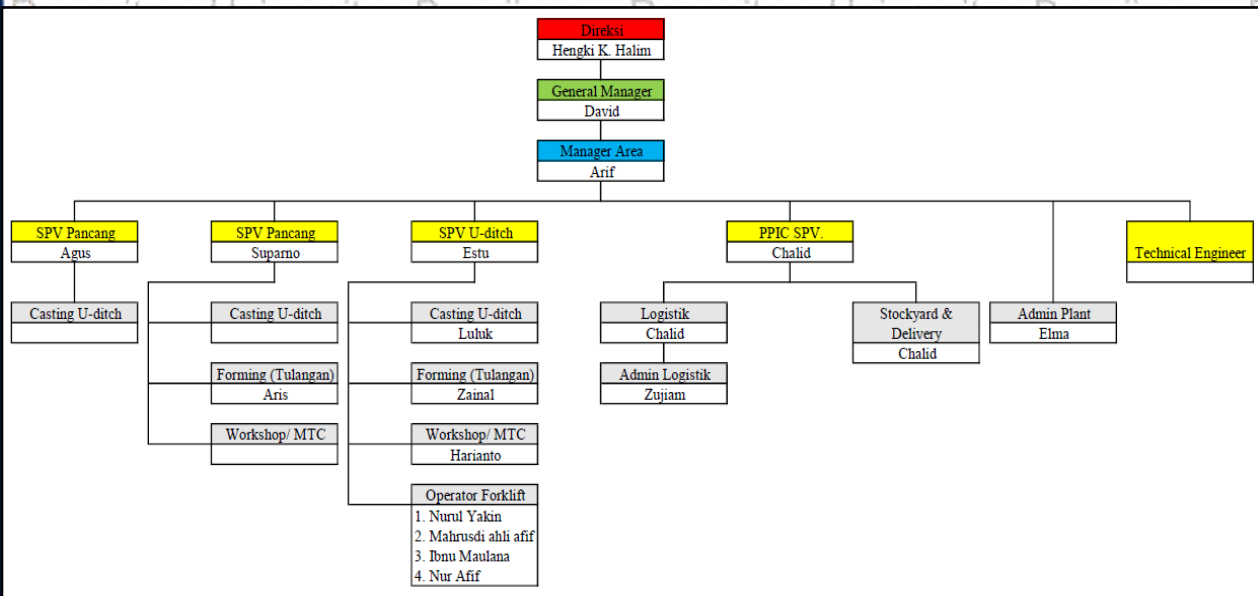 Direksi
Hengki K. Halim
General Manager
David
Manager Area
Arif
SPV Pancang
Agus
SPV Pancang
Suparno
SPV U-ditch
Estu
PPIC SPV.
Chalid
Technical Engineer
Casting U-ditch
Casting U-ditch
Casting U-ditch
Luluk
Logistik
Chalid
Stockyard &
Delivery
Chalid
Admin Plant
Elma
Forming (Tulangan)
Aris
Forming (Tulangan)
Zainal
Admin Logistik
Zujiam
Workshop/ MTC
Workshop/ MTC
Harianto
Operator Forklift
1. Nurul Yakin
2. Mahrusdi ahli afif
3. Ibnu Maulana
4. Nur Afif